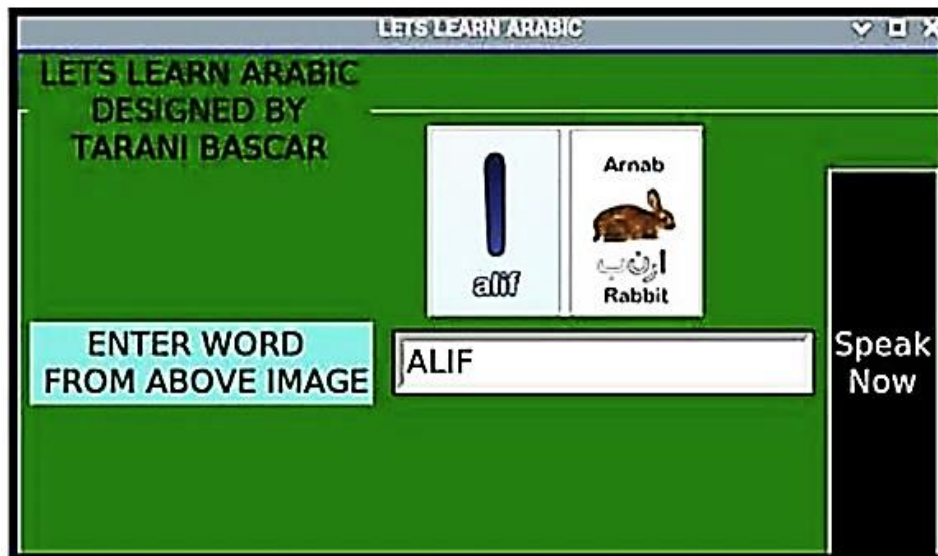 LETS LEARN ARABIC
LETS LEARN ARABIC
DESIGNED BY
TARANI BASCAR
ا
alif
Arnab
ارنب
Rabbit
ENTER WORD
FROM ABOVE IMAGE
ALIF
Speak
Now